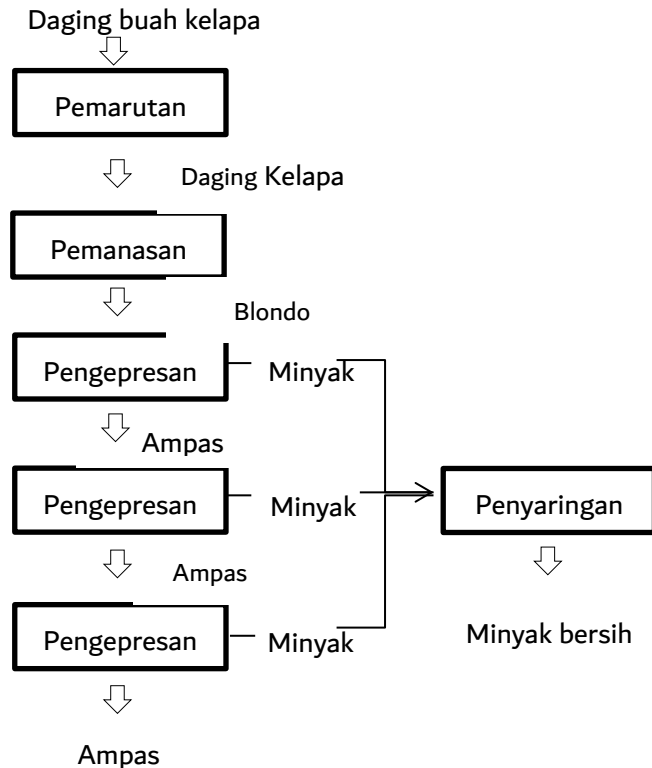 Daging buah kelapa
Pemarutan
Daging Kelapa
Pemanasan
Blondo
Pengepresan
Minyak
Ampas
Pengepresan
Minyak
Penyaringan
Ampas
Pengepresan
Minyak
Minyak bersih
Ampas